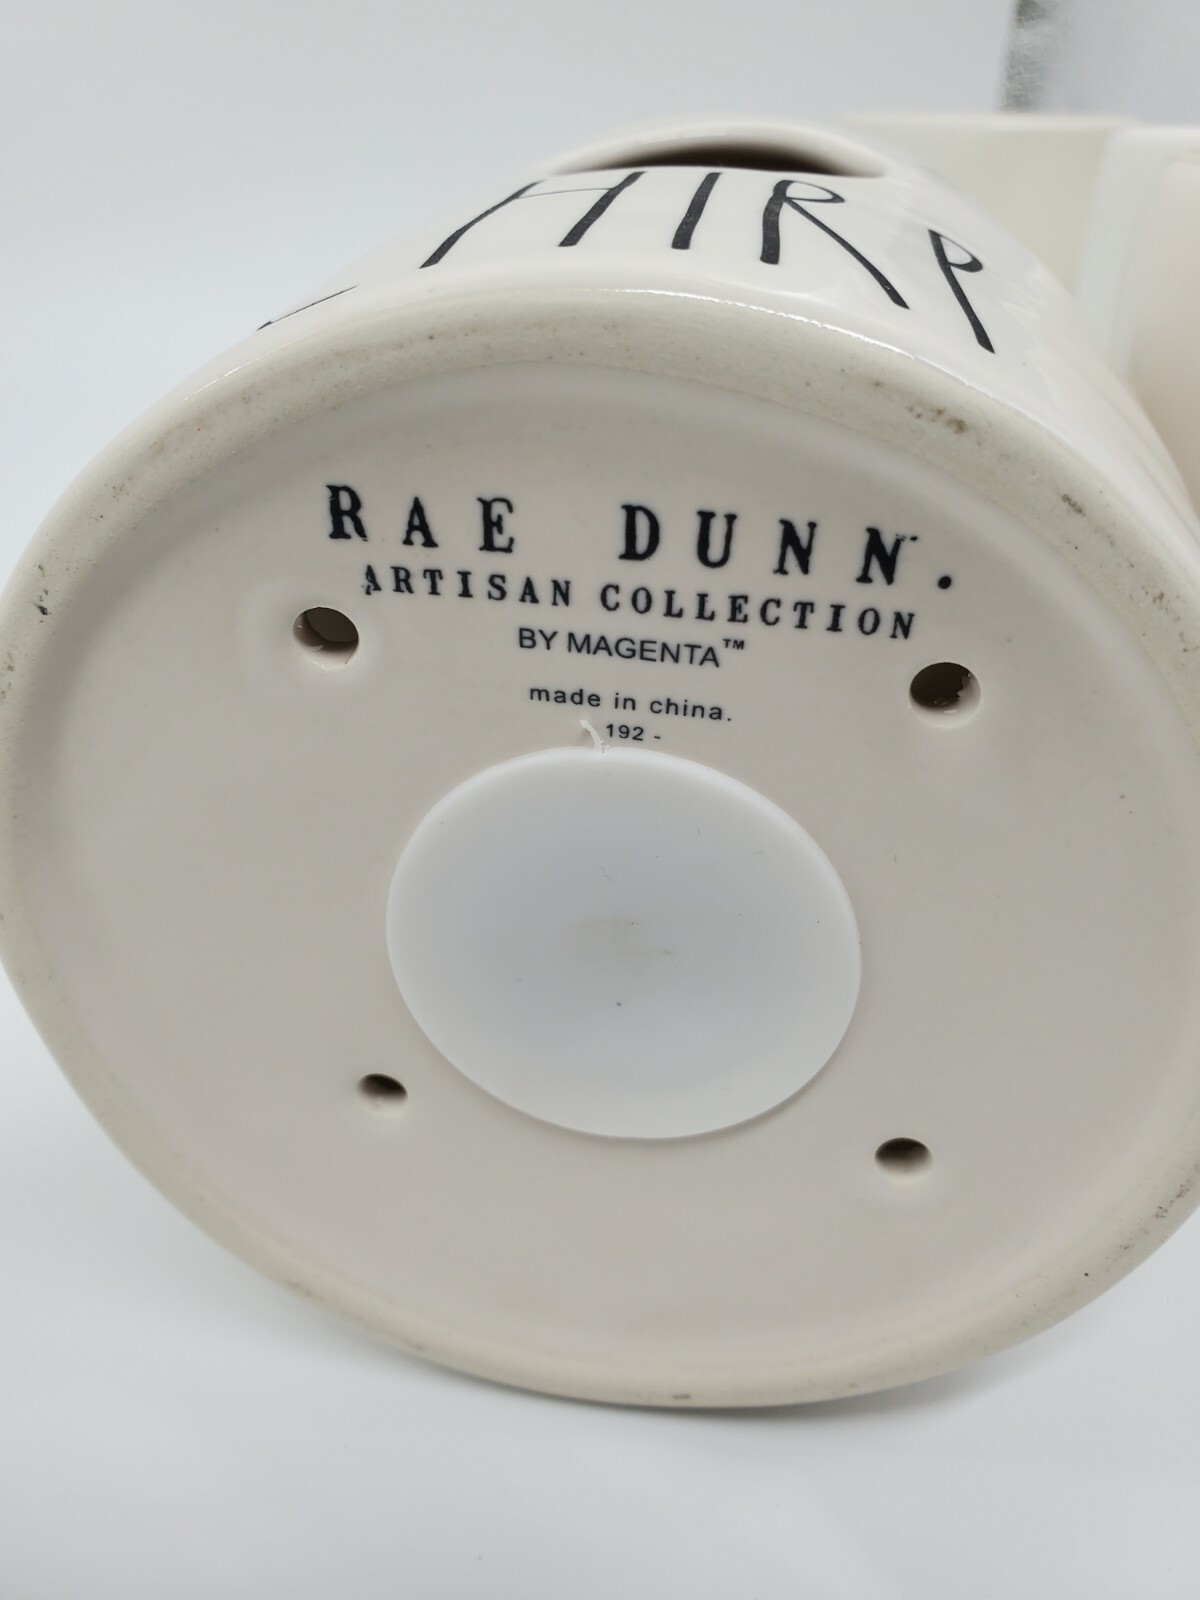 HIRP
RAE DUNN.
ARTISAN COLLECTION
BY MAGENTA™
made in china.
192 -